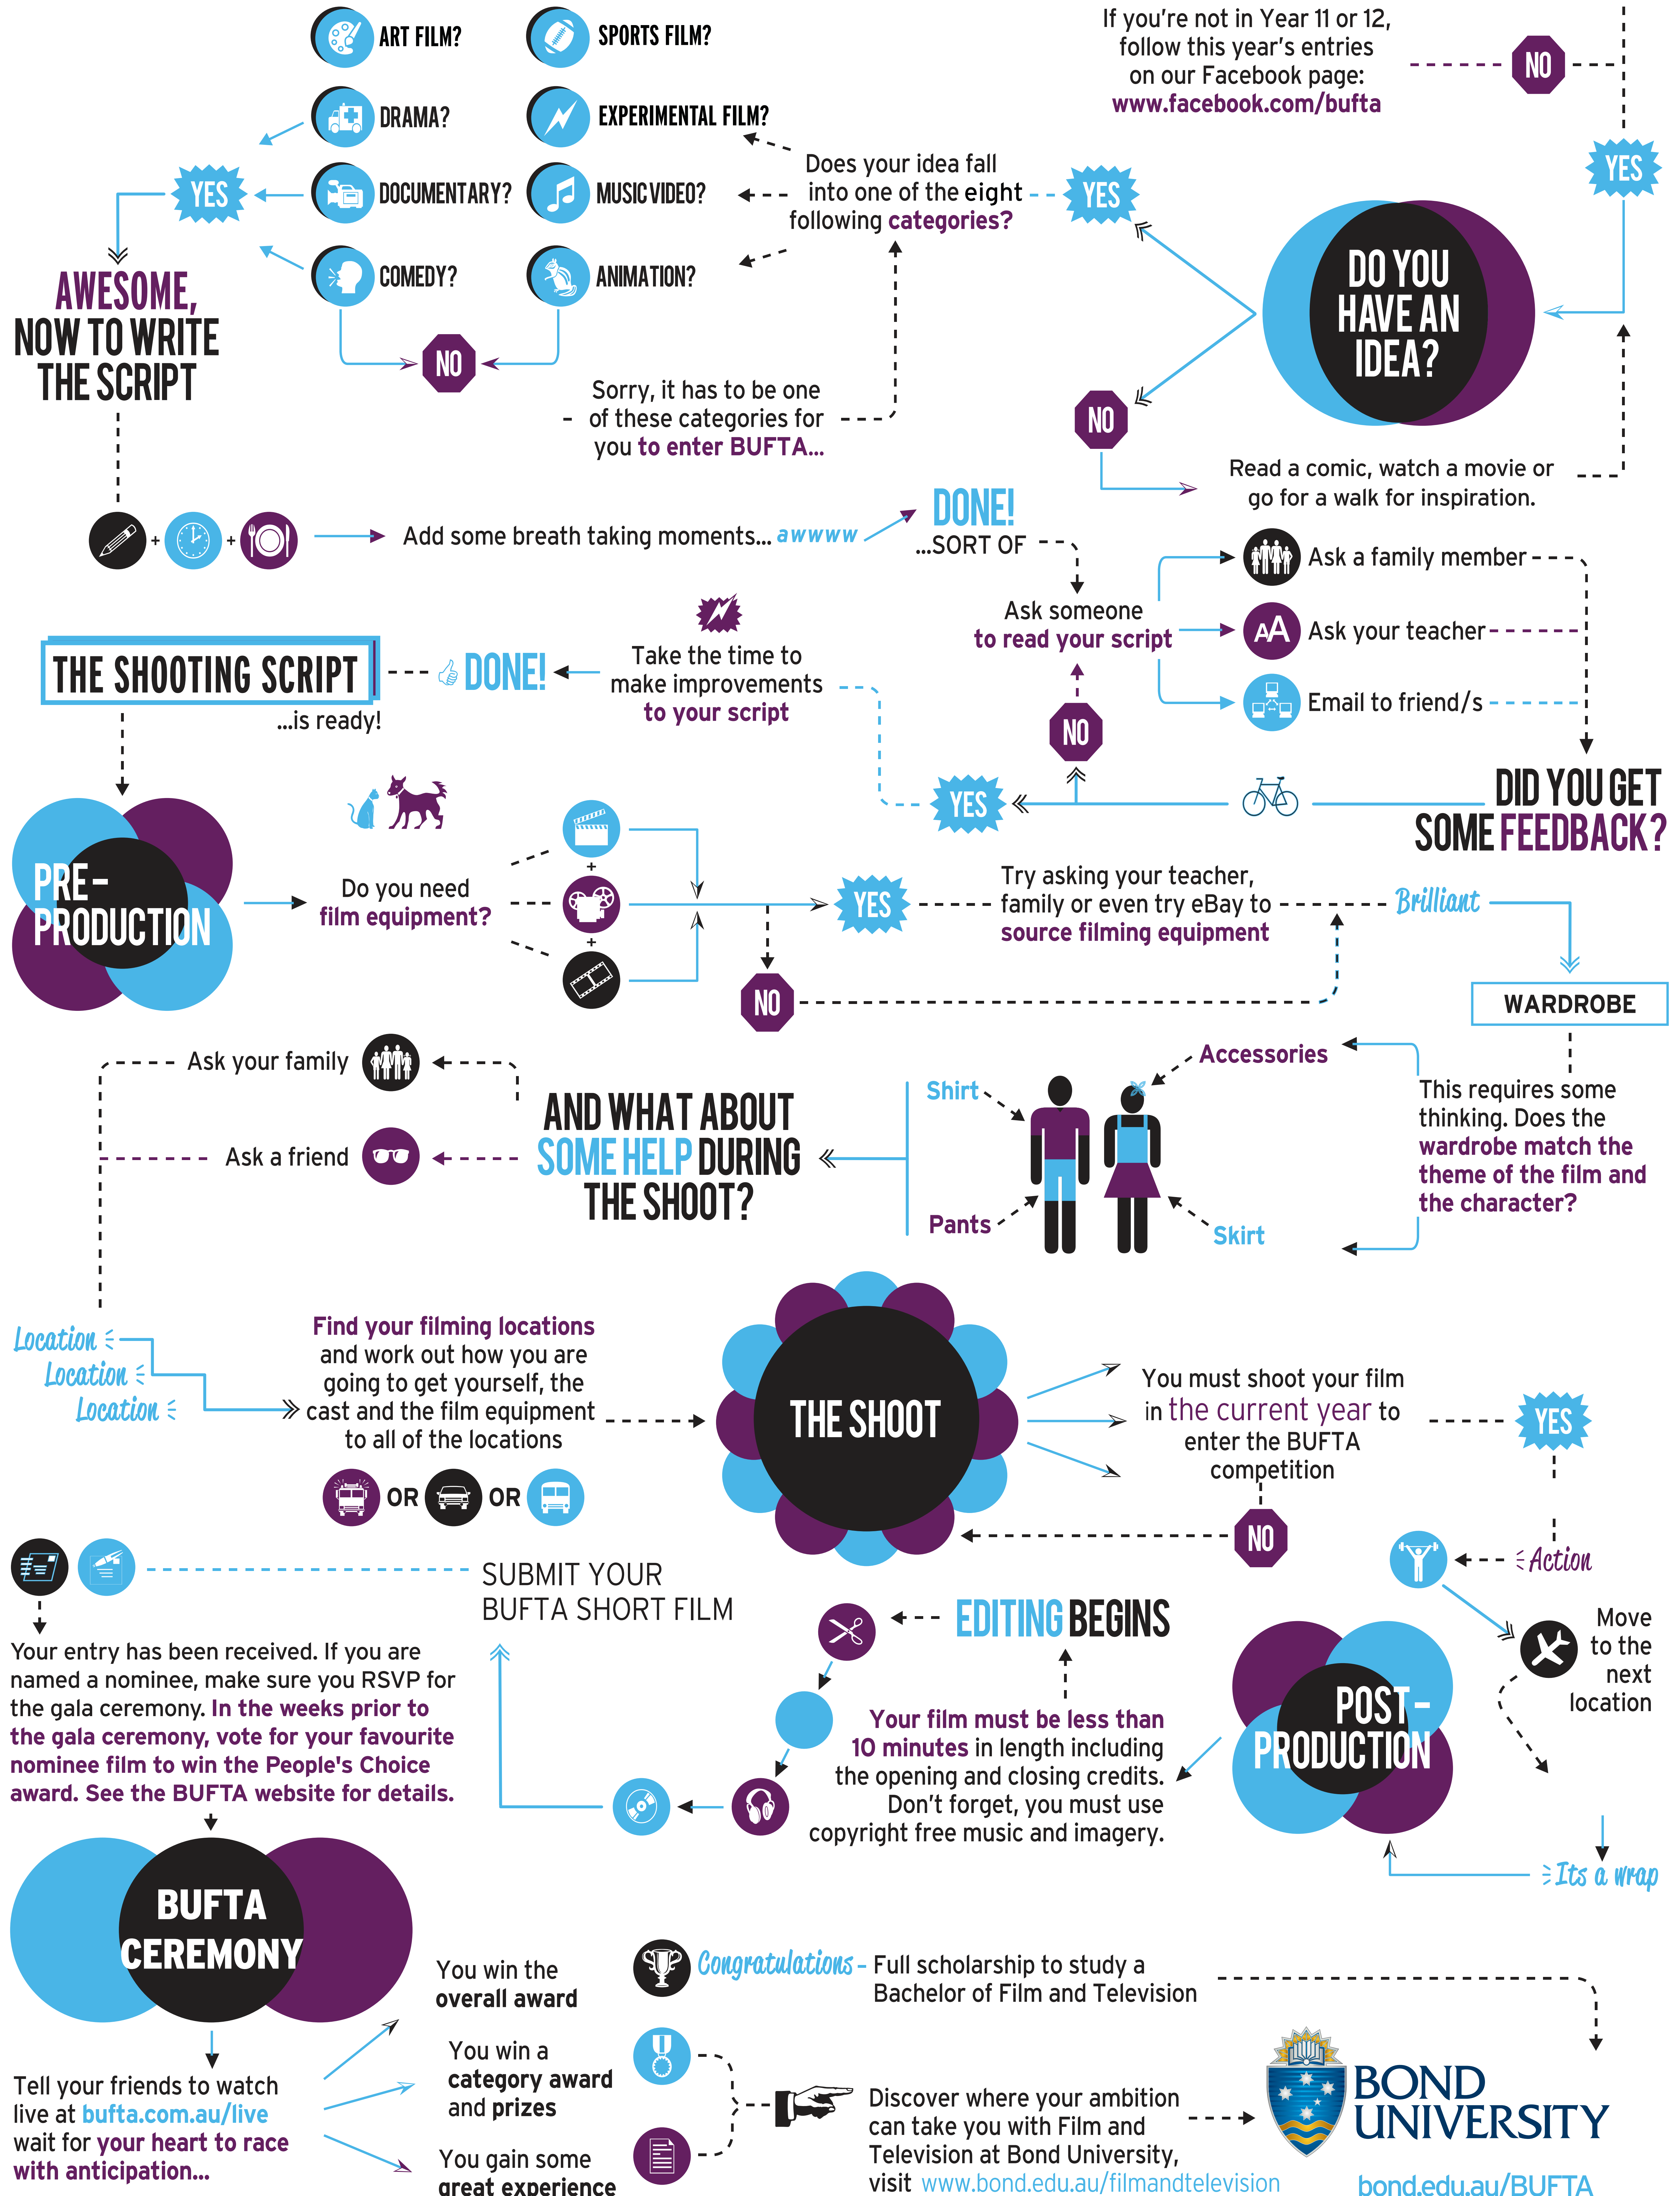 ART FILM?
SPORTS FILM?
If you're not in Year 11 or 12,
follow this year's entries
on our Facebook page:
www.facebook.com/bufta
NO
DRAMA?
EXPERIMENTAL FILM?
YES
DOCUMENTARY?
MUSIC VIDEO?
Does your idea fall
into one of the eight
following categories?
YES
YES
COMEDY?
ANIMATION?
NO
DO YOU
HAVE AN
IDEA?
AWESOME,
NOW TO WRITE
THE SCRIPT
Sorry, it has to be one
of these categories for
you to enter BUFTA...
NO
Read a comic, watch a movie or
go for a walk for inspiration.
+
+
Add some breath taking moments... awwww
DONE!
...SORT OF
Ask someone
to read your script
Ask a family member
AA
Ask your teacher
Email to friend/s
THE SHOOTING SCRIPT
...is ready!
DONE!
Take the time to
make improvements
to your script
NO
YES
DID YOU GET
SOME FEEDBACK?
PRE-
PRODUCTION
Do you need
film equipment?
+
+
YES
NO
Try asking your teacher,
family or even try eBay to
source filming equipment
Brilliant
WARDROBE
This requires some
thinking. Does the
wardrobe match the
theme of the film and
the character?
Accessories
Shirt
Pants
Skirt
AND WHAT ABOUT
SOME HELP DURING
THE SHOOT?
Ask your family
Ask a friend
Location
Location
Location
Find your filming locations
and work out how you are
going to get yourself, the
cast and the film equipment
to all of the locations
OR
OR
THE SHOOT
You must shoot your film
in the current year to
enter the BUFTA
competition
YES
NO
Action
Move
to the
next
location
Its a wrap
POST-
PRODUCTION
Your film must be less than
10 minutes in length including
the opening and closing credits.
Don't forget, you must use
copyright free music and imagery.
EDITING BEGINS
SUBMIT YOUR
BUFTA SHORT FILM
Your entry has been received. If you are
named a nominee, make sure you RSVP for
the gala ceremony. In the weeks prior to
the gala ceremony, vote for your favourite
nominee film to win the People's Choice
award. See the BUFTA website for details.
BUFTA
CEREMONY
Tell your friends to watch
live at bufta.com.au/live
wait for your heart to race
with anticipation...
You win the
overall award
Congratulations - Full scholarship to study a
Bachelor of Film and Television
You win a
category award
and prizes
You gain some
great experience
Discover where your ambition
can take you with Film and
Television at Bond University,
visit www.bond.edu.au/filmandtelevision
BOND
UNIVERSITY
bond.edu.au/BUFTA